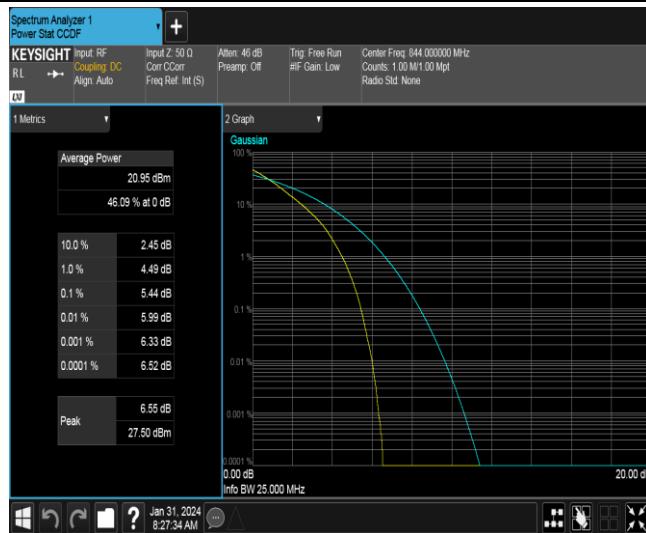 Spectrum Analyzer 1
Power Stat CCDF
+
KEYSIGHT
RL
Input: RF
Coupling: DC
Align: Auto
Input Z: 50 Ω
Corr CCorr
Freq Ref: Int (S)
Atten: 46 dB
Preamp: Off
Trig: Free Run
#IF Gain: Low
Center Freq: 844.000000 MHz
Counts: 1.00 M/1.00 Mpt
Radio Std: None
1 Metrics
Average Power
20.95 dBm
46.09 % at 0 dB
10.0 % 2.45 dB
1.0 % 4.49 dB
0.1 % 5.44 dB
0.01 % 5.99 dB
0.001 % 6.33 dB
0.0001 % 6.52 dB
Peak
6.55 dB
27.50 dBm
2 Graph
Gaussian
100 %
10 %
1 %
0.1 %
0.01 %
0.001 %
0.0001 %
0.00 dB
20.00 d
Info BW 25.000 MHz
?
Jan 31, 2024
8:27:34 AM